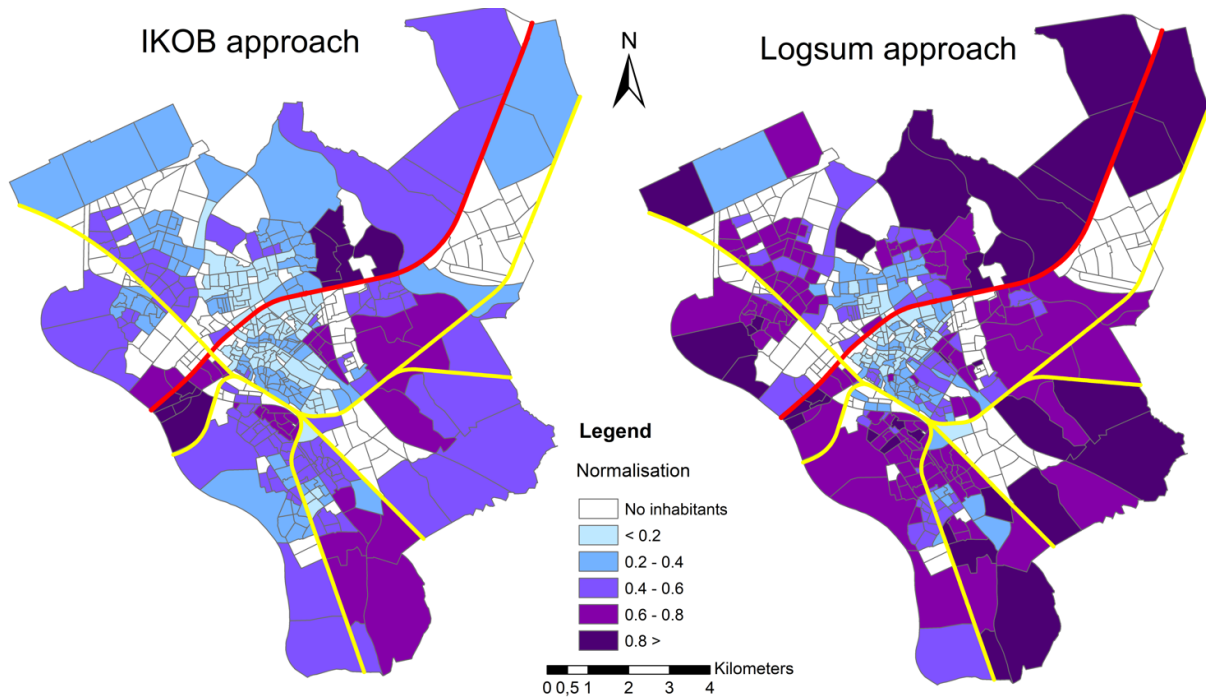 IKOB approach
N
Logsum approach
Legend
Normalisation
No inhabitants
< 0.2
0.2 - 0.4
0.4 - 0.6
0.6 - 0.8
0.8 >
Kilometers
0 0,5 1 2 3 4